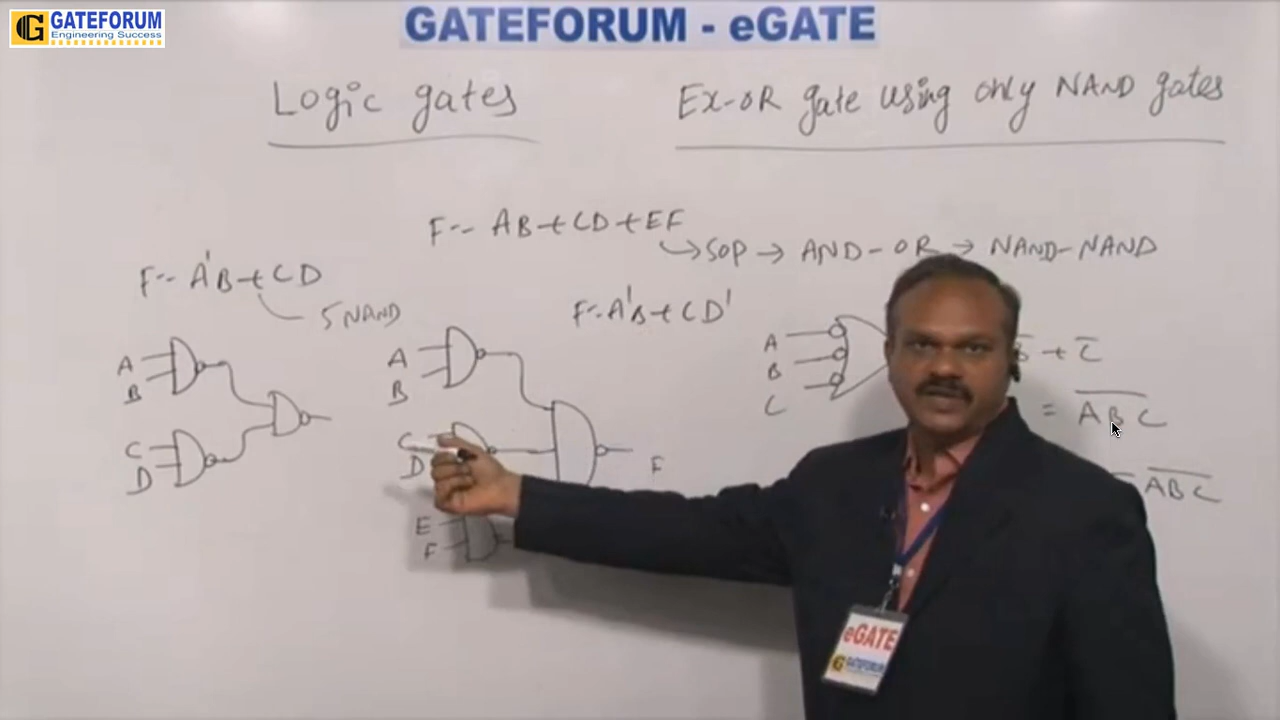 GATEFORUM
Engineering Success
GATEFORUM - eGATE
Logic gates
Ex-OR gate using only NAND gates
F = AB + CD + EF
SOP → AND-OR → NAND-NAND
F = A'B + CD
5 NAND
F = A'B + CD'
A
B
C
D
A
B
C
D
E
F
F
A
B
C
+ C̅
= A̅B̅C̅
A̅B̅C̅
eGATE
GATEFORUM